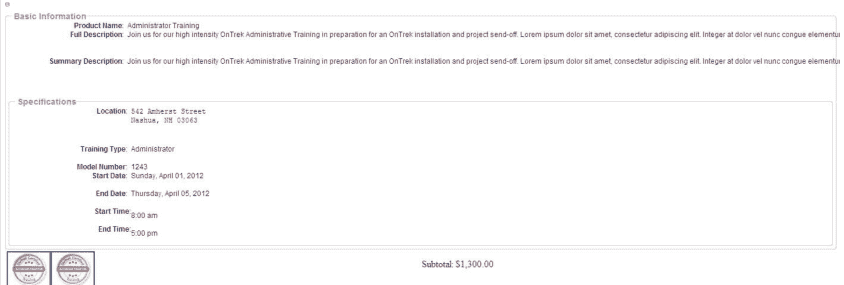 Basic Information
Product Name: Administrator Training
Full Description: Join us for our high intensity OnTrek Administrative Training in preparation for an OnTrek installation and project send-off. Lorem ipsum dolor sit amet, consectetur adipiscing elit. Integer at dolor vel nunc congue elementu
Summary Description: Join us for our high intensity OnTrek Administrative Training in preparation for an OnTrek installation and project send-off. Lorem ipsum dolor sit amet, consectetur adipiscing elit. Integer at dolor vel nunc congue elementu
Specifications
Location: 542 Amherst Street
Nashua, NH 03063
Training Type: Administrator
Model Number: 1243
Start Date: Sunday, April 01, 2012
End Date: Thursday, April 05, 2012
Start Time: 8:00 am
End Time: 5:00 pm
Subtotal: $1,300.00